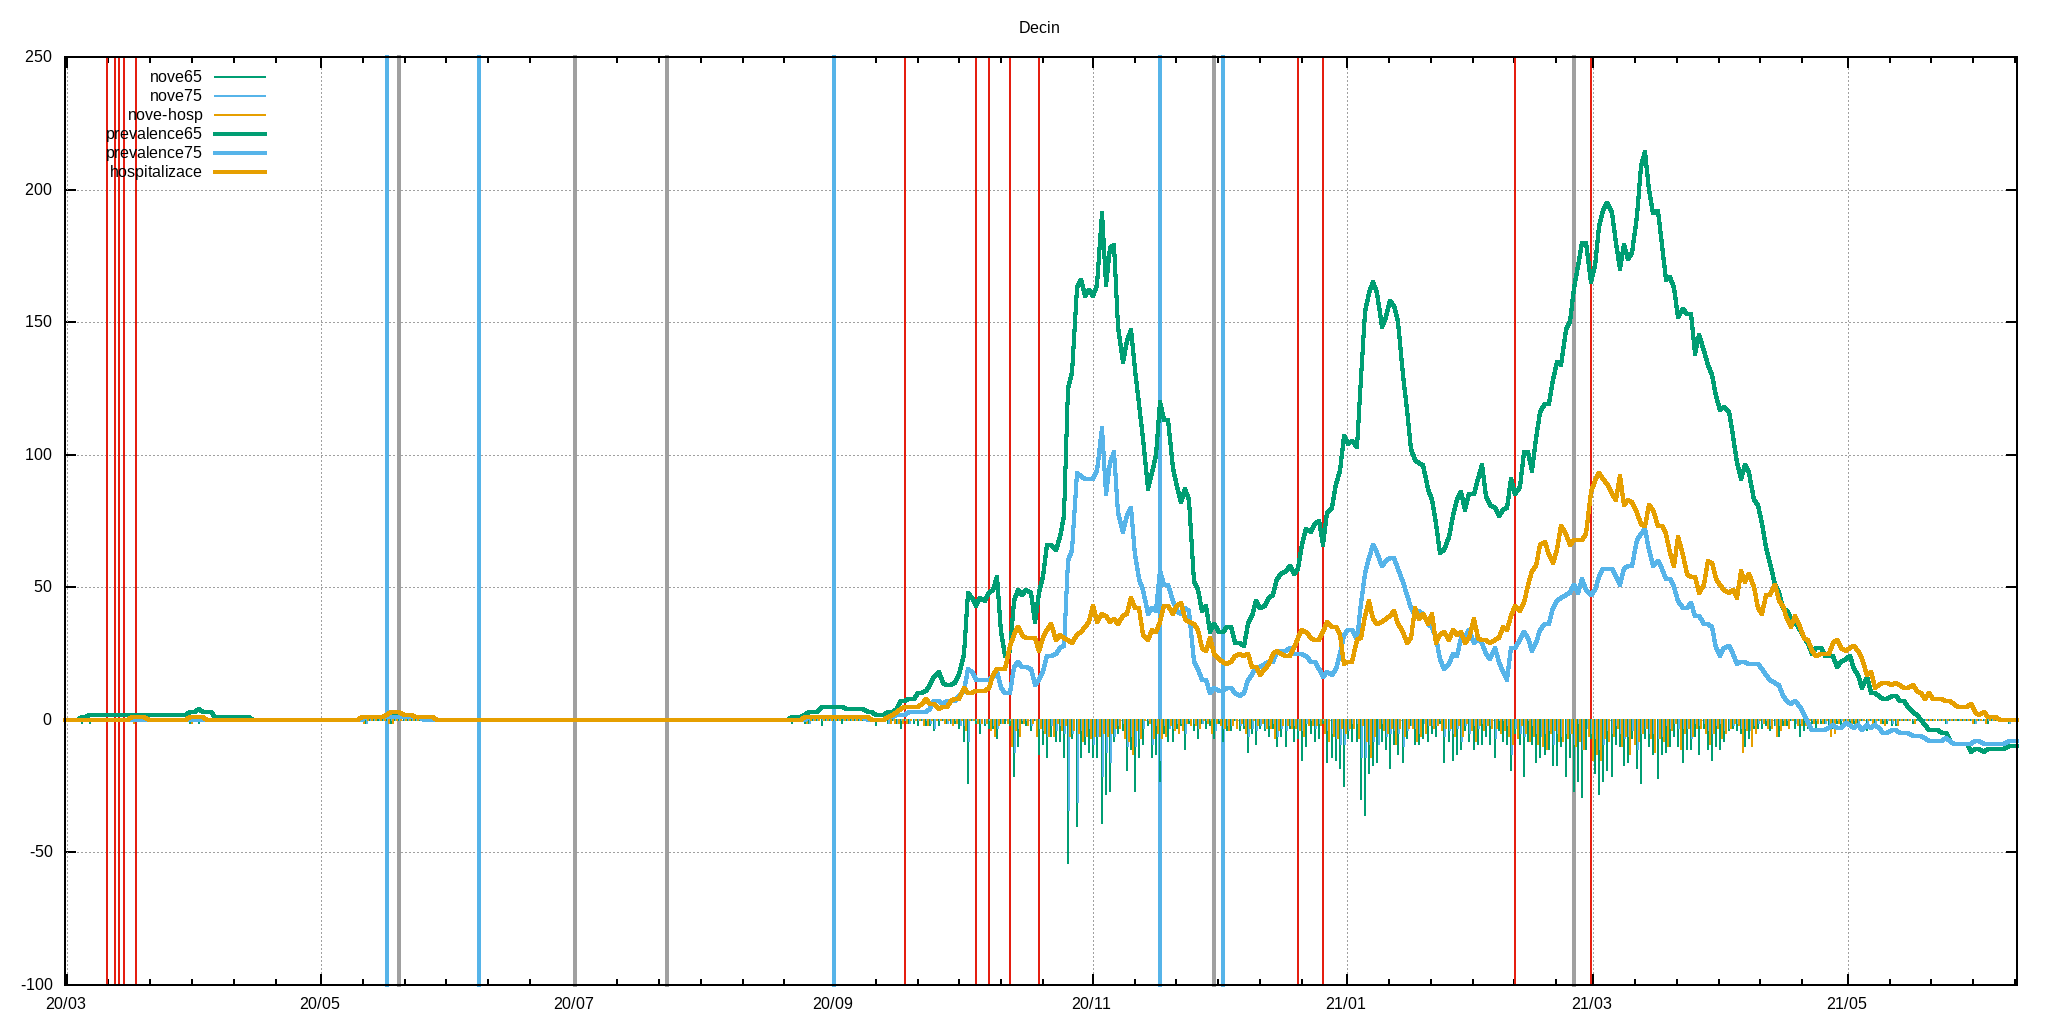 Decin
250
nove65
nove75
nove-hosp
prevalence65
prevalence75
hospitalizace
200
150
100
50
0
-50
-100
20/03 20/05 20/07 20/09 20/11 21/01 21/03 21/05